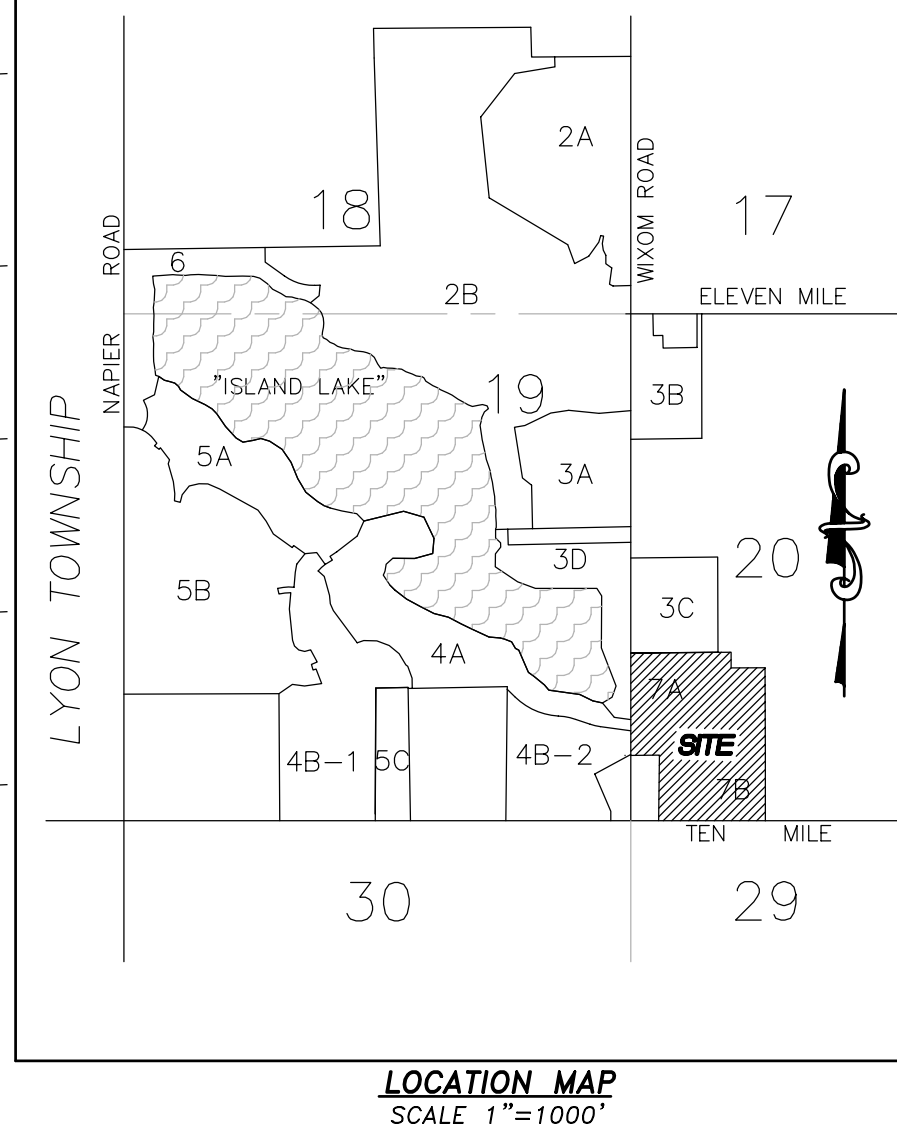 2A
18
17
NAPIER ROAD
WIXOM ROAD
6
2B
ELEVEN MILE
"ISLAND LAKE"
19
3B
LYON TOWNSHIP
5A
3A
3D
20
5B
3C
4A
7A
SITE
4B-1
5C
4B-2
7B
TEN MILE
30
29
LOCATION MAP
SCALE 1"=1000'